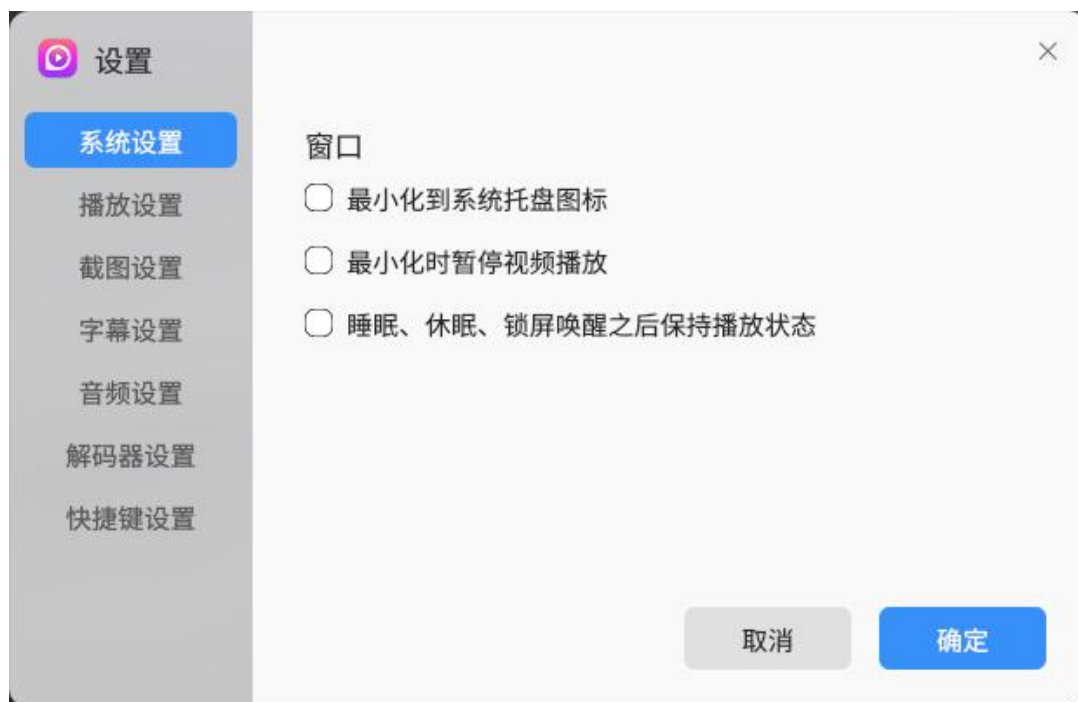 设置
系统设置
播放设置
截图设置
字幕设置
音频设置
解码器设置
快捷键设置
窗口
最小化到系统托盘图标
最小化时暂停视频播放
睡眠、休眠、锁屏唤醒之后保持播放状态
取消
确定